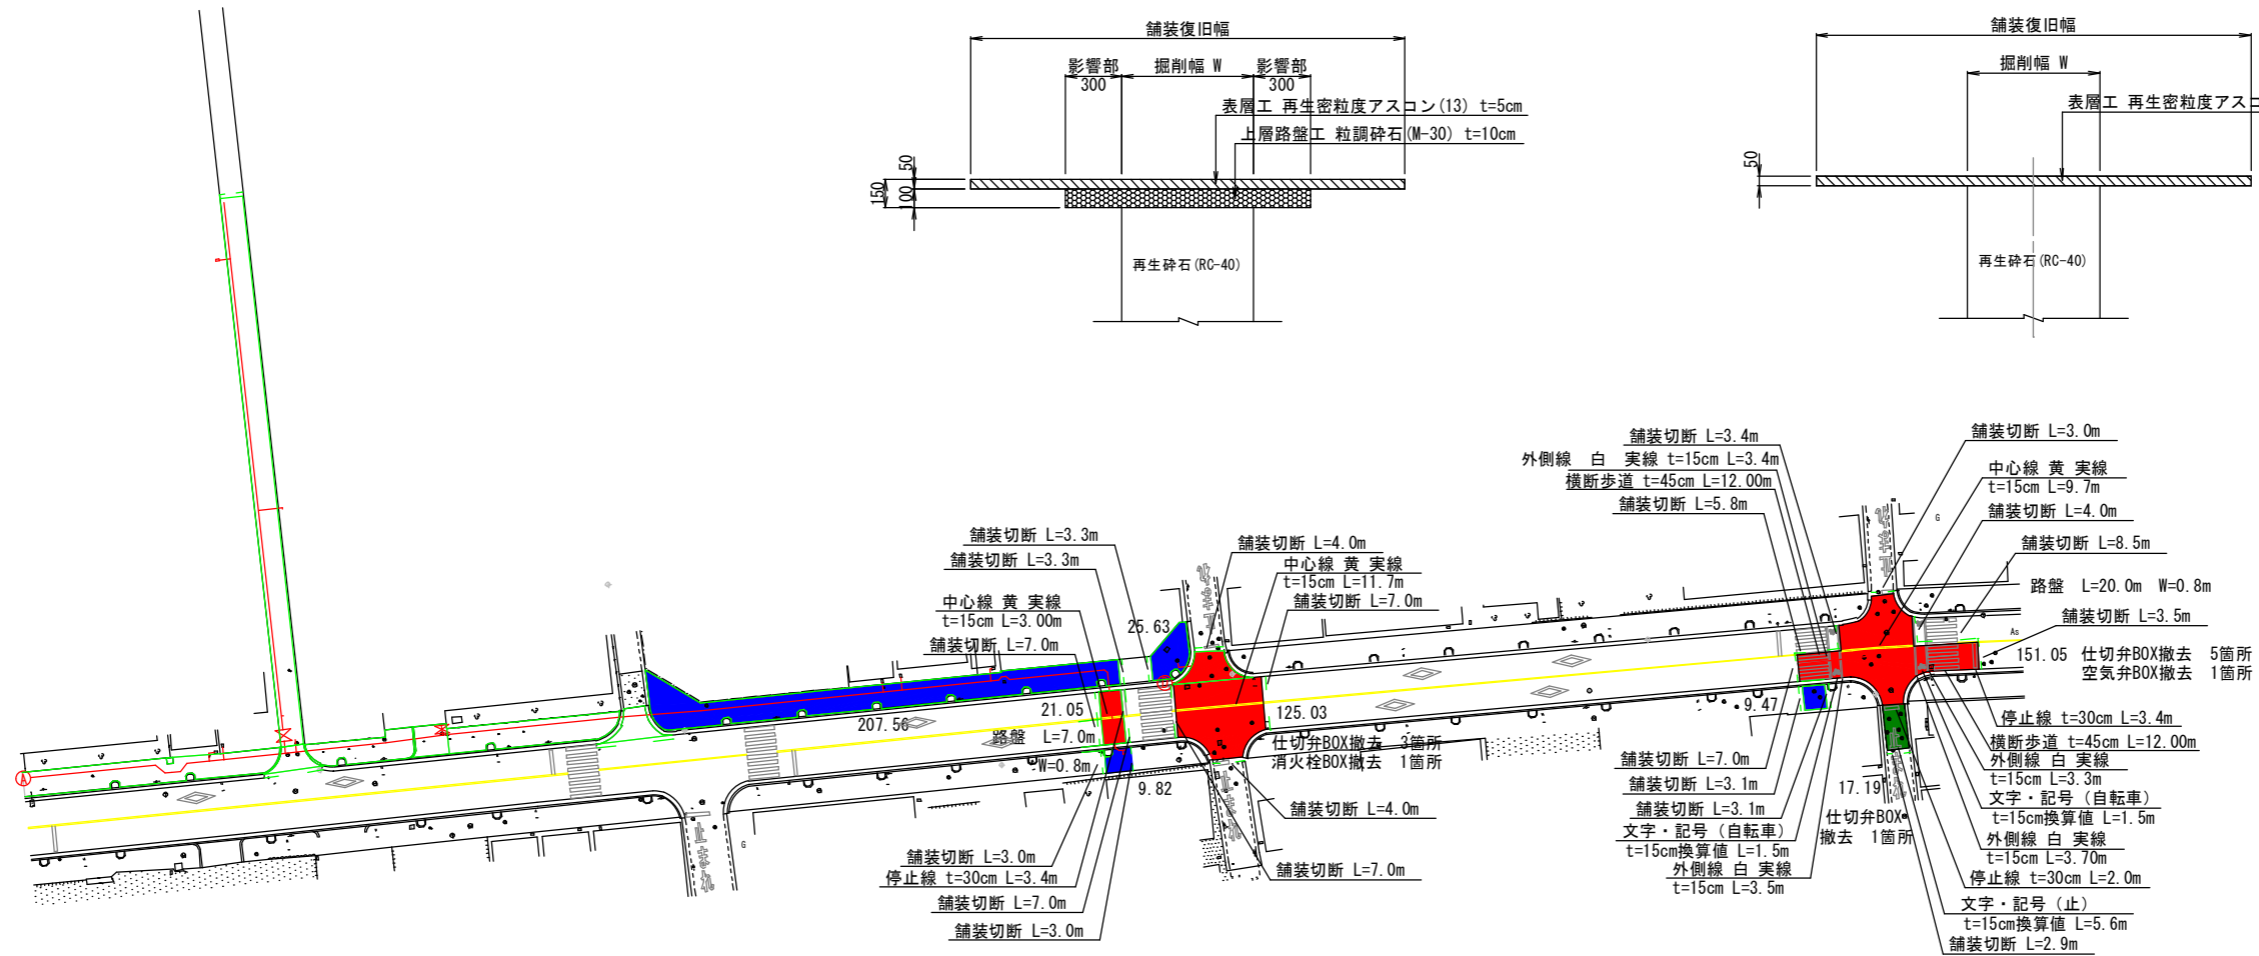 舗装復旧幅
影響部
掘削幅 W
影響部
300
300
表層工 再生密粒度アスコン(13) t=5cm
上層路盤工 粒調砕石(M-30) t=10cm
50
150
100
再生砕石(RC-40)
舗装復旧幅
掘削幅 W
表層工 再生密粒度アスコ
50
再生砕石(RC-40)
舗装切断 L=3.3m
舗装切断 L=3.3m
中心線 黄 実線
t=15cm L=3.00m
舗装切断 L=7.0m
25.63
舗装切断 L=4.0m
中心線 黄 実線
t=15cm L=11.7m
舗装切断 L=7.0m
207.56
21.05
路盤 L=7.0m
W=0.8m
9.82
125.03
仕切弁BOX撤去 3箇所
消火栓BOX撤去 1箇所
舗装切断 L=4.0m
舗装切断 L=7.0m
舗装切断 L=3.0m
停止線 t=30cm L=3.4m
舗装切断 L=7.0m
舗装切断 L=3.0m
舗装切断 L=3.4m
外側線 白 実線 t=15cm L=3.4m
横断歩道 t=45cm L=12.00m
舗装切断 L=5.8m
舗装切断 L=3.0m
中心線 黄 実線
t=15cm L=9.7m
舗装切断 L=4.0m
舗装切断 L=8.5m
路盤 L=20.0m W=0.8m
舗装切断 L=3.5m
As
G
151.05 仕切弁BOX撤去 5箇所
空気弁BOX撤去 1箇所
9.47
舗装切断 L=7.0m
舗装切断 L=3.1m
舗装切断 L=3.1m
文字・記号（自転車）
t=15cm換算値 L=1.5m
外側線 白 実線
t=15cm L=3.5m
17.19
仕切弁BOX
撤去 1箇所
停止線 t=30cm L=3.4m
横断歩道 t=45cm L=12.00m
外側線 白 実線
t=15cm L=3.3m
文字・記号（自転車）
t=15cm換算値 L=1.5m
外側線 白 実線
t=15cm L=3.70m
停止線 t=30cm L=2.0m
文字・記号（止）
t=15cm換算値 L=5.6m
舗装切断 L=2.9m
A
G
G
止まれ
止まれ